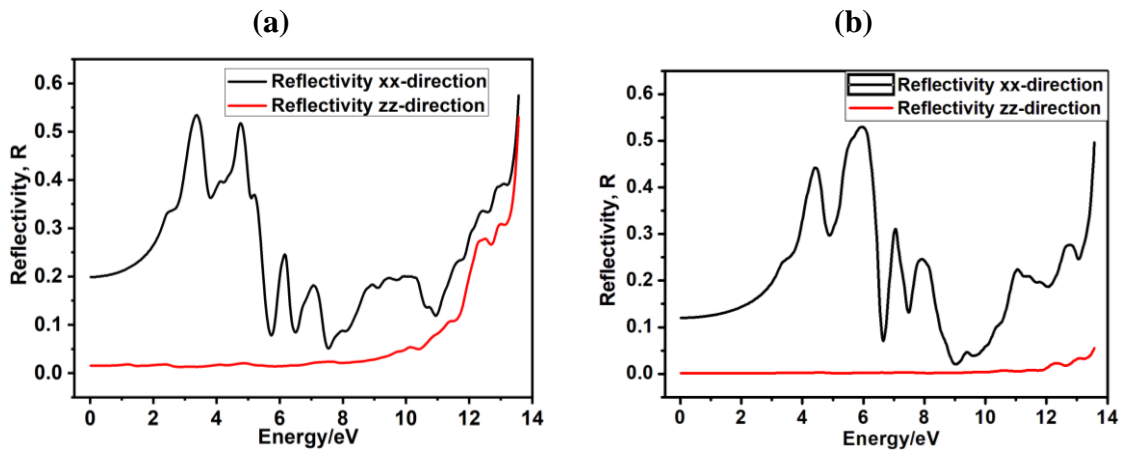 (a)
(b)
Reflectivity xx-direction
Reflectivity zz-direction
Reflectivity, R
0.6
0.5
0.4
0.3
0.2
0.1
0.0
0 2 4 6 8 10 12 14
Energy/eV
Reflectivity xx-direction
Reflectivity zz-direction
Reflectivity, R
0.6
0.5
0.4
0.3
0.2
0.1
0.0
0 2 4 6 8 10 12 14
Energy/eV